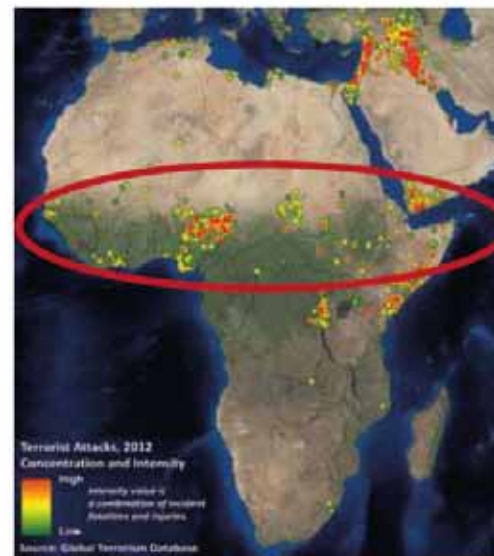 Terrorist Attacks, 2012
Concentration and Intensity
High
Intensity value is
a combination of incident
fatalities and injuries.
Low
Source: Global Terrorism Database